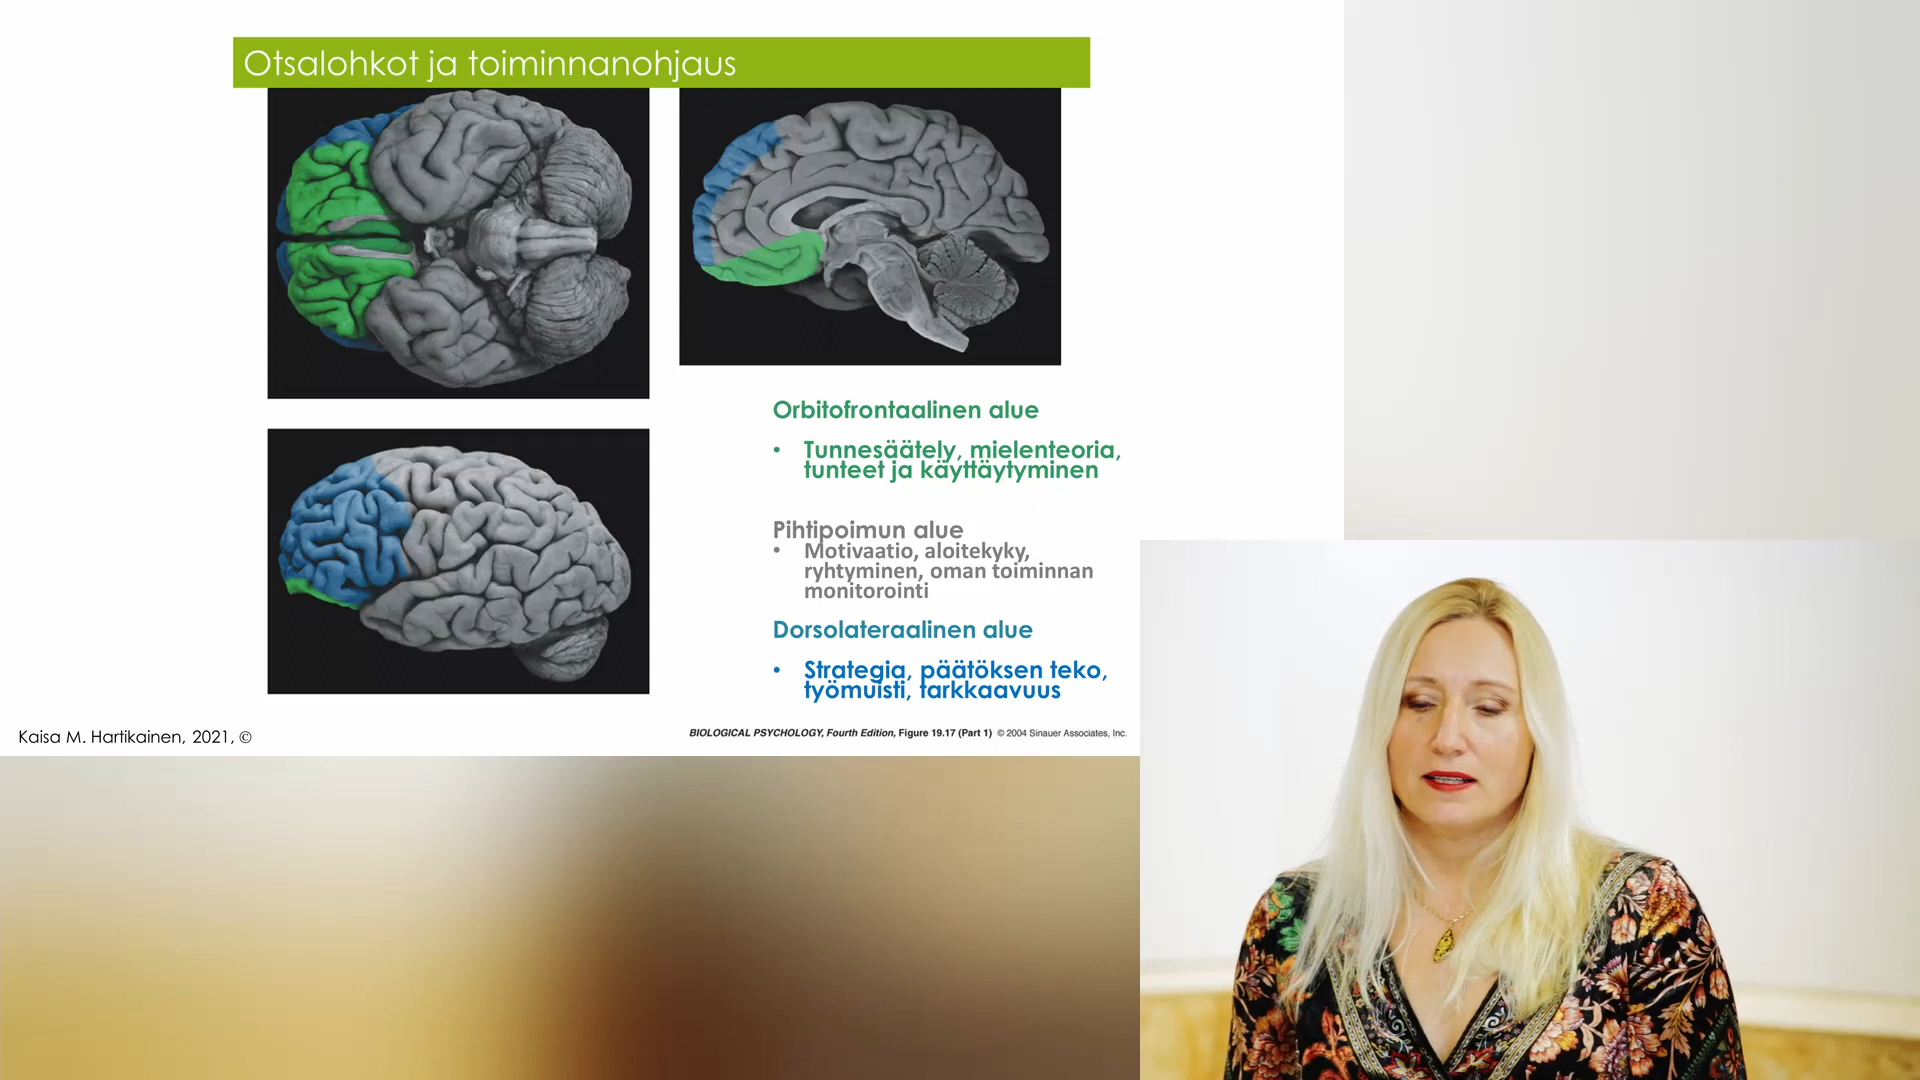 Otsalohkot ja toiminnanohjaus
Orbitofrontaalinen alue
• Tunnesäätely, mielenteoria,
tunteet ja käyttäytyminen
Pihtipoimun alue
• Motivaatio, aloitekyky,
ryhtyminen, oman toiminnan
monitorointi
Dorsolateraalinen alue
• Strategia, päätöksen teko,
työmuisti, tarkkaavuus
Kaisa M. Hartikainen, 2021, ©
BIOLOGICAL PSYCHOLOGY, Fourth Edition, Figure 19.17 (Part 1) © 2004 Sinauer Associates, Inc.